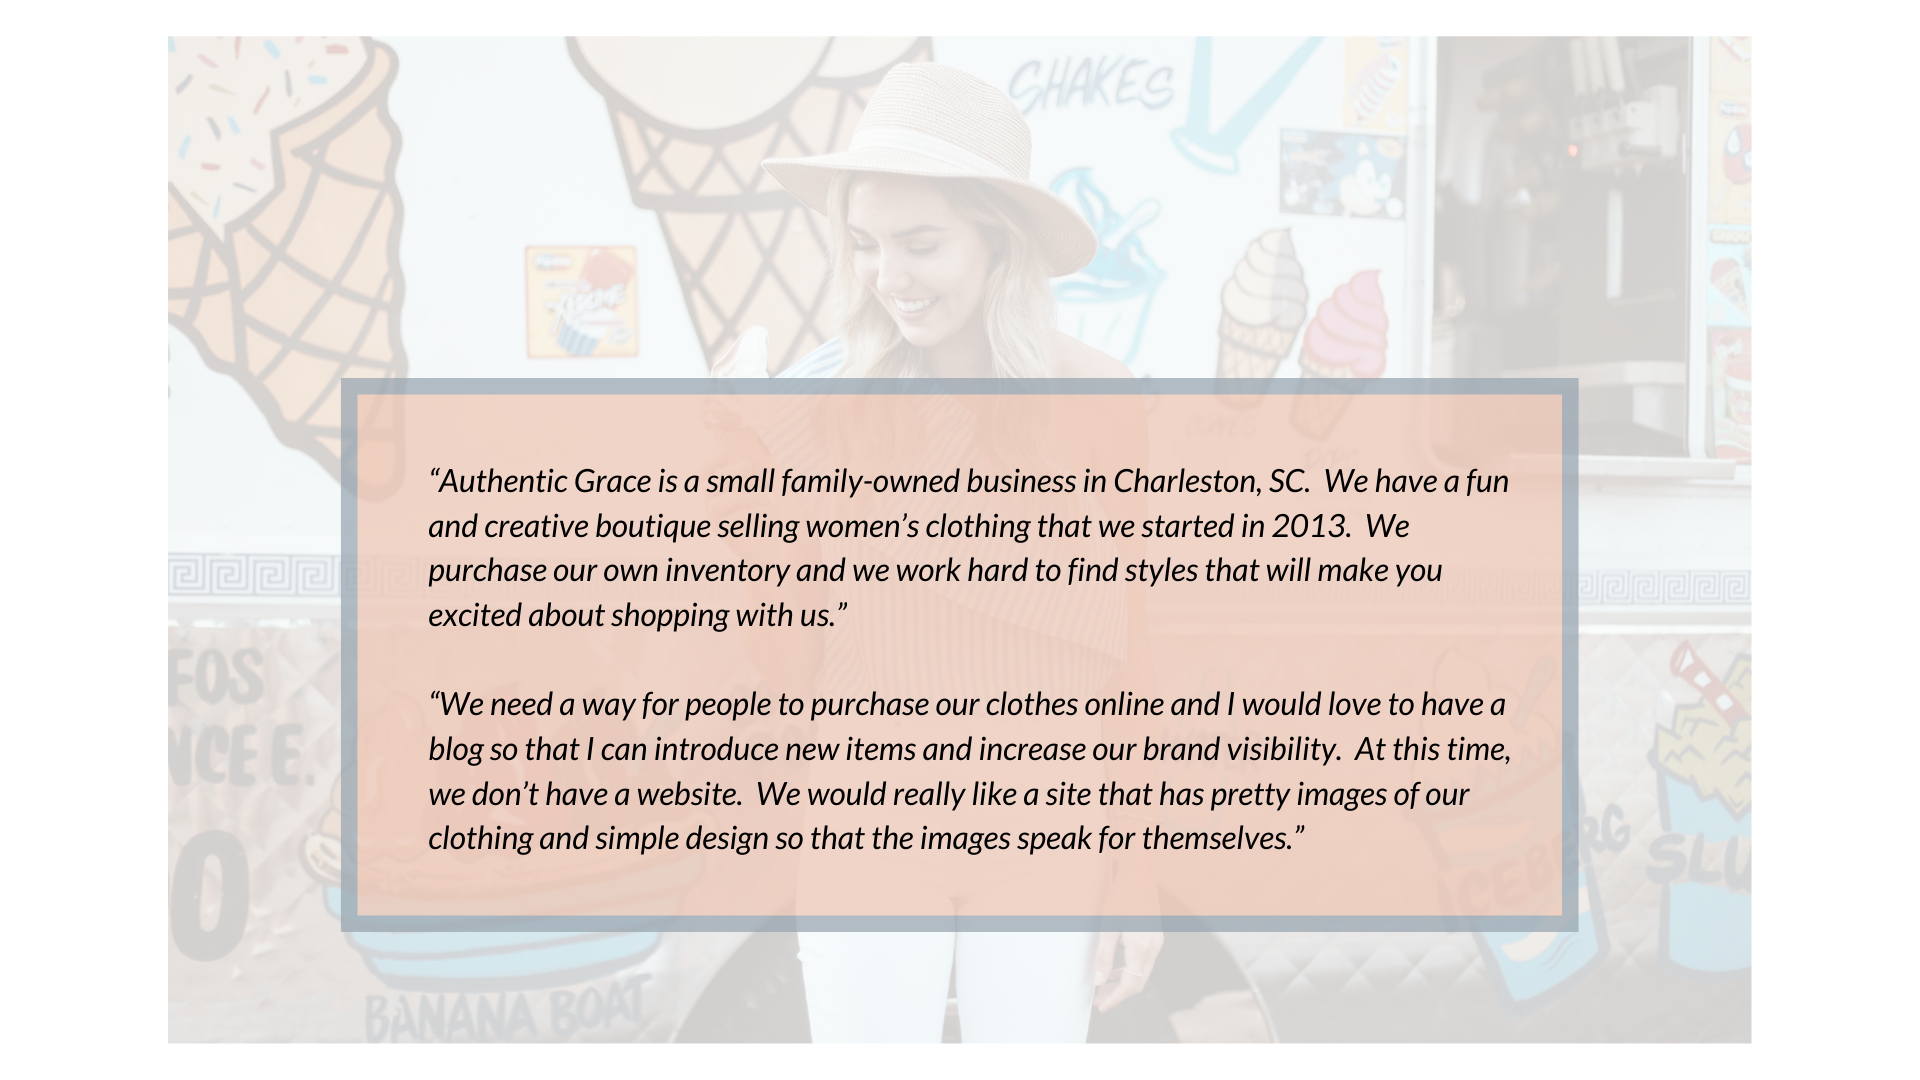 SHAKES
“Authentic Grace is a small family-owned business in Charleston, SC.  We have a fun
and creative boutique selling women’s clothing that we started in 2013.  We
purchase our own inventory and we work hard to find styles that will make you
excited about shopping with us.”
“We need a way for people to purchase our clothes online and I would love to have a
blog so that I can introduce new items and increase our brand visibility.  At this time,
we don’t have a website.  We would really like a site that has pretty images of our
clothing and simple design so that the images speak for themselves.”
FOS
NCE E.
0
ICEBERG
SLU
BANANA BOAT